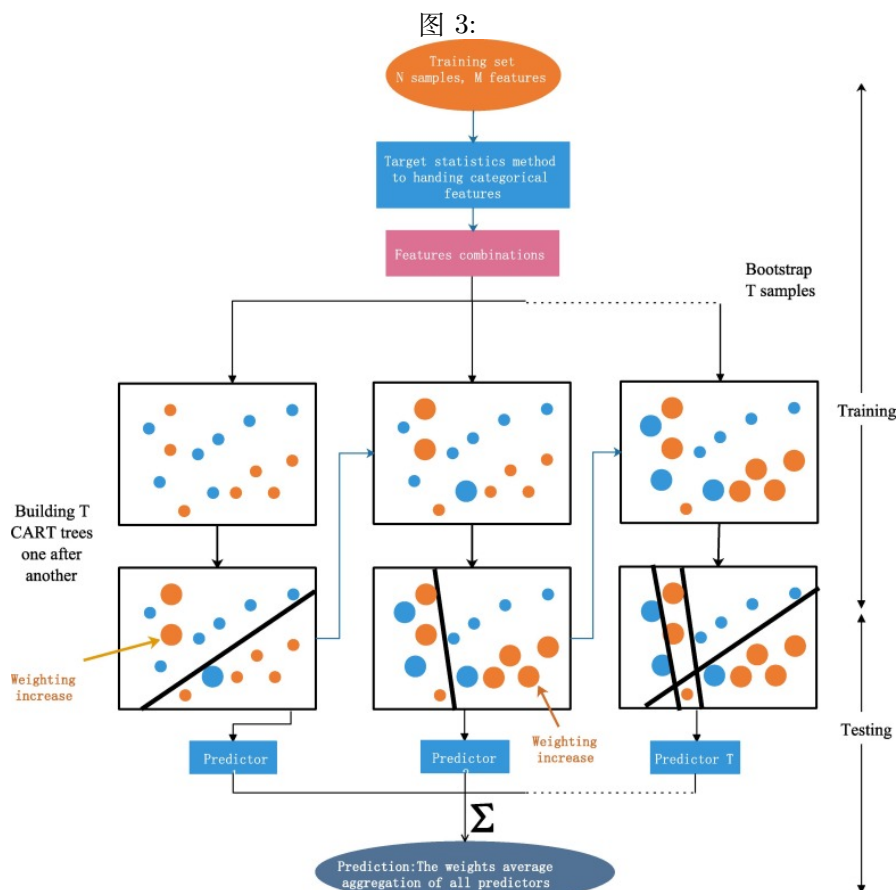 图 3:
Training set
N samples, M features
Target statistics method
to handing categorical
features
Features combinations
Bootstrap
T samples
Training
Building T
CART trees
one after
another
Weighting
increase
Weighting
increase
Testing
Predictor
Predictor
Predictor T
Σ
Prediction:The weights average
aggregation of all predictors